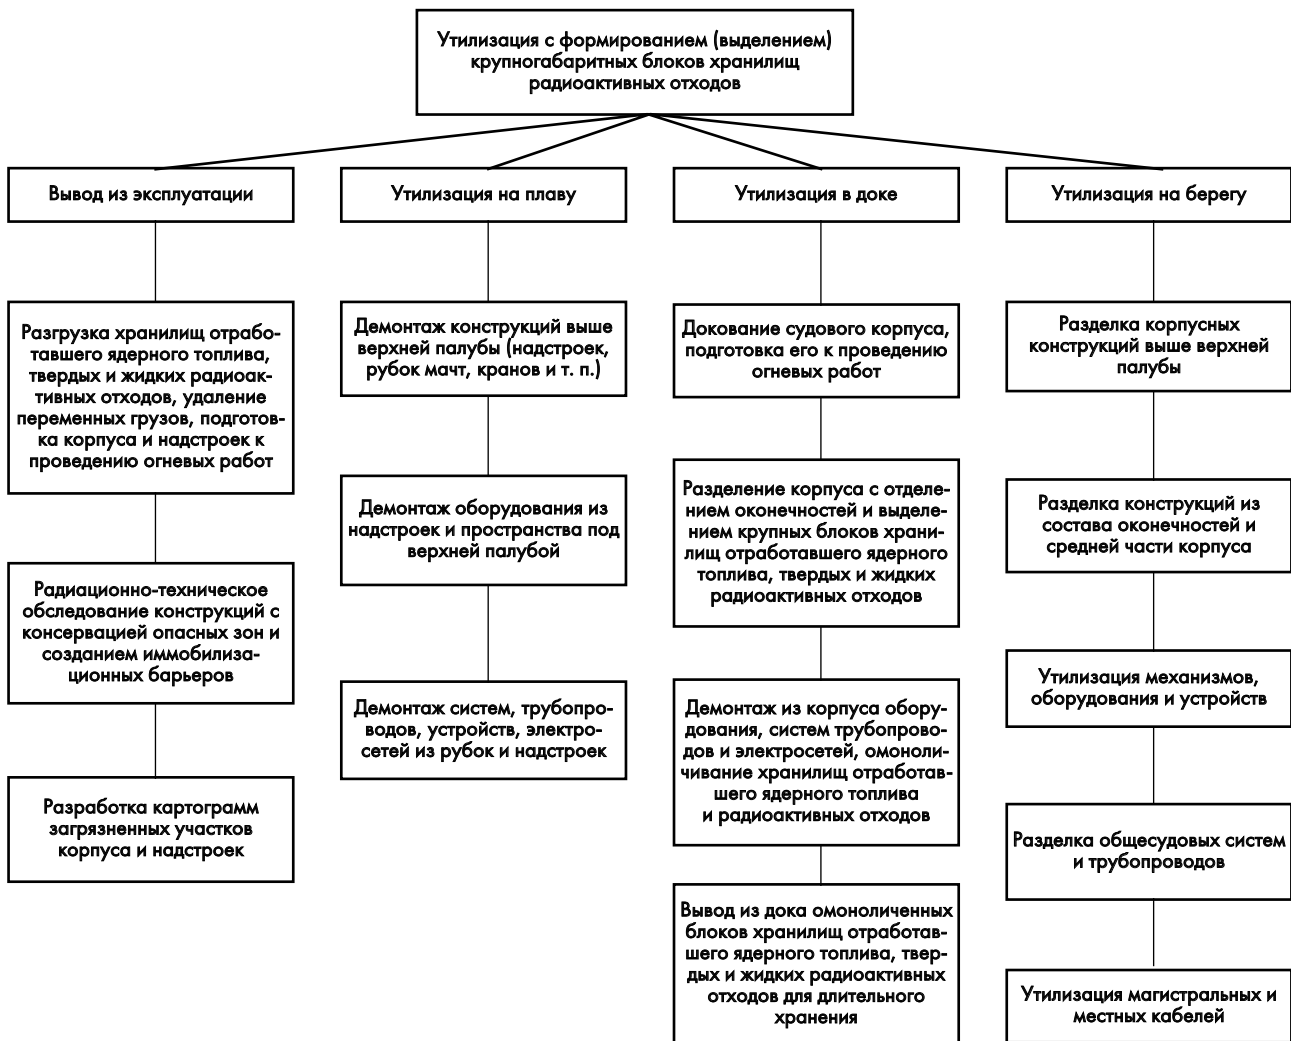 Утилизация с формированием (выделением)
крупногабаритных блоков хранилищ
радиоактивных отходов
Вывод из эксплуатации
Разгрузка хранилищ отрабо-
тавшего ядерного топлива,
твердых и жидких радиоак-
тивных отходов, удаление
переменных грузов, подготов-
ка корпуса и надстроек к
проведению огневых работ
Радиационно-техническое
обследование конструкций с
консервацией опасных зон и
созданием иммобилиза-
ционных барьеров
Разработка картограмм
загрязненных участков
корпуса и надстроек
Утилизация на плаву
Демонтаж конструкций выше
верхней палубы (надстроек,
рубок мачт, кранов и т. п.)
Демонтаж оборудования из
надстроек и пространства под
верхней палубой
Демонтаж систем, трубопро-
водов, устройств, электро-
сетей из рубок и надстроек
Утилизация в доке
Докование судового корпуса,
подготовка его к проведению
огневых работ
Разделение корпуса с отделе-
нием оконечностей и выделе-
нием крупных блоков храни-
лищ отработавшего ядерного
топлива, твердых и жидких
радиоактивных отходов
Демонтаж из корпуса обору-
дования, систем трубопрово-
дов и электросетей, омоноли-
чивание хранилищ отработав-
шего ядерного топлива
и радиоактивных отходов
Вывод из дока омоноличенных
блоков хранилищ отработав-
шего ядерного топлива, твер-
дых и жидких радиоактивных
отходов для длительного
хранения
Утилизация на берегу
Разделка корпусных
конструкций выше верхней
палубы
Разделка конструкций из
состава оконечностей и
средней части корпуса
Утилизация механизмов,
оборудования и устройств
Разделка общесудовых систем
и трубопроводов
Утилизация магистральных и
местных кабелей